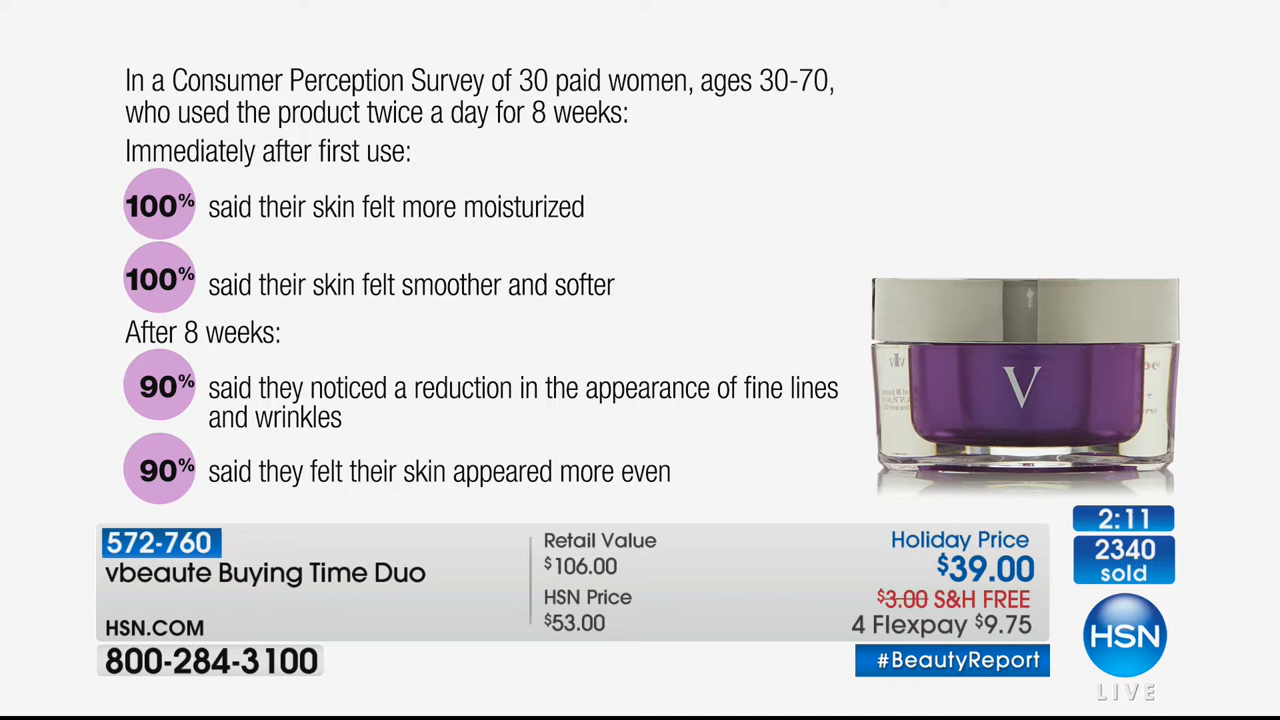 In a Consumer Perception Survey of 30 paid women, ages 30-70,
who used the product twice a day for 8 weeks:
Immediately after first use:
100% said their skin felt more moisturized
100% said their skin felt smoother and softer
After 8 weeks:
90% said they noticed a reduction in the appearance of fine lines
and wrinkles
90% said they felt their skin appeared more even
V
572-760
vbeaute Buying Time Duo
HSN.COM
800-284-3100
Retail Value
$106.00
HSN Price
$53.00
Holiday Price
$39.00
$3.00 S&H FREE
4 Flexpay $9.75
#BeautyReport
2:11
2340
sold
HSN
LIVE